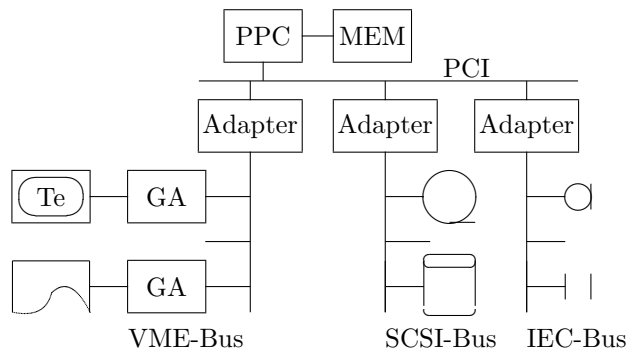 PPC MEM
PCI
Adapter Adapter Adapter
Te GA
GA
VME-Bus SCSI-Bus IEC-Bus